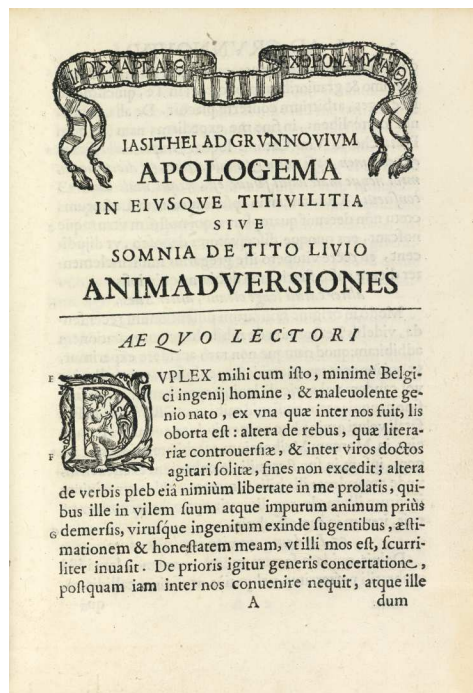 IASITHEI AD GRVNNOVIVM
APOLOGEMA
IN EIVSQVE TITIVILITIA
SIVE
SOMNIA DE TITO LIVIO
ANIMADVERSIONES
AEQVO LECTORI
E
DVPLEX mihi cum isto, minimè Belgi-
ci ingenij homine, & maleuolente ge-
nio nato, ex vna quæ inter nos fuit, lis
oborta est: altera de rebus, quæ litera-
F
riæ controuersiæ, & inter viros doctos
agitari solitæ, fines non excedit; altera
de verbis plebeiâ nimiùm libertate in me prolatis, qui-
bus ille in vilem suum atque impurum animum priùs
G demersis, virusque ingenitum exinde sugentibus, æsti-
mationem & honestatem meam, vt illi mos est, scurri-
liter inuasit. De prioris igitur generis concertatione,
postquam iam inter nos conuenire nequit, atque ille
A dum